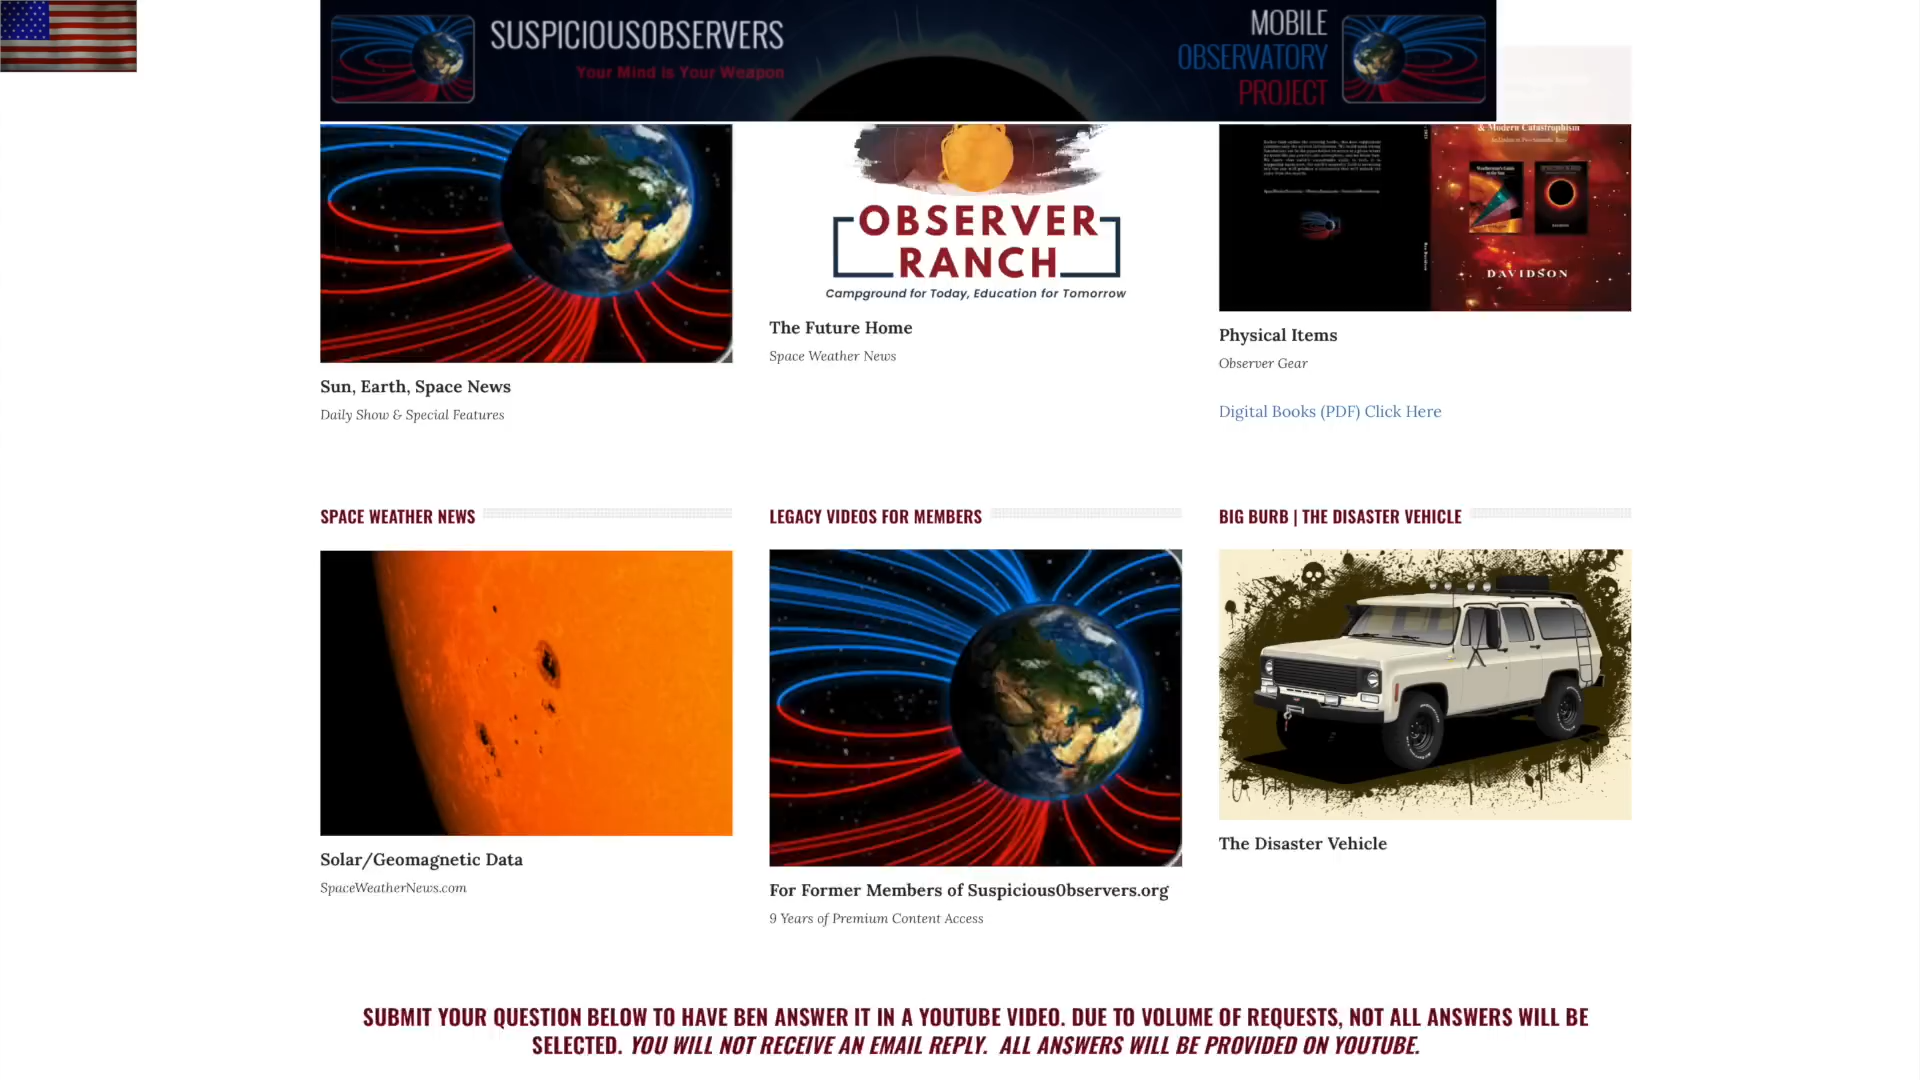 SUSPICIOUS0BSERVERS
Your Mind is Your Weapon
MOBILE
OBSERVATORY
PROJECT
OBSERVER
RANCH
Campground for Today, Education for Tomorrow
& Modern Catastrophism
DAVIDSON
Sun, Earth, Space News
Daily Show & Special Features
The Future Home
Space Weather News
Physical Items
Observer Gear
Digital Books (PDF) Click Here
SPACE WEATHER NEWS
LEGACY VIDEOS FOR MEMBERS
BIG BURB | THE DISASTER VEHICLE
Solar/Geomagnetic Data
SpaceWeatherNews.com
For Former Members of Suspicious0bservers.org
9 Years of Premium Content Access
The Disaster Vehicle
SUBMIT YOUR QUESTION BELOW TO HAVE BEN ANSWER IT IN A YOUTUBE VIDEO. DUE TO VOLUME OF REQUESTS, NOT ALL ANSWERS WILL BE
SELECTED. YOU WILL NOT RECEIVE AN EMAIL REPLY. ALL ANSWERS WILL BE PROVIDED ON YOUTUBE.